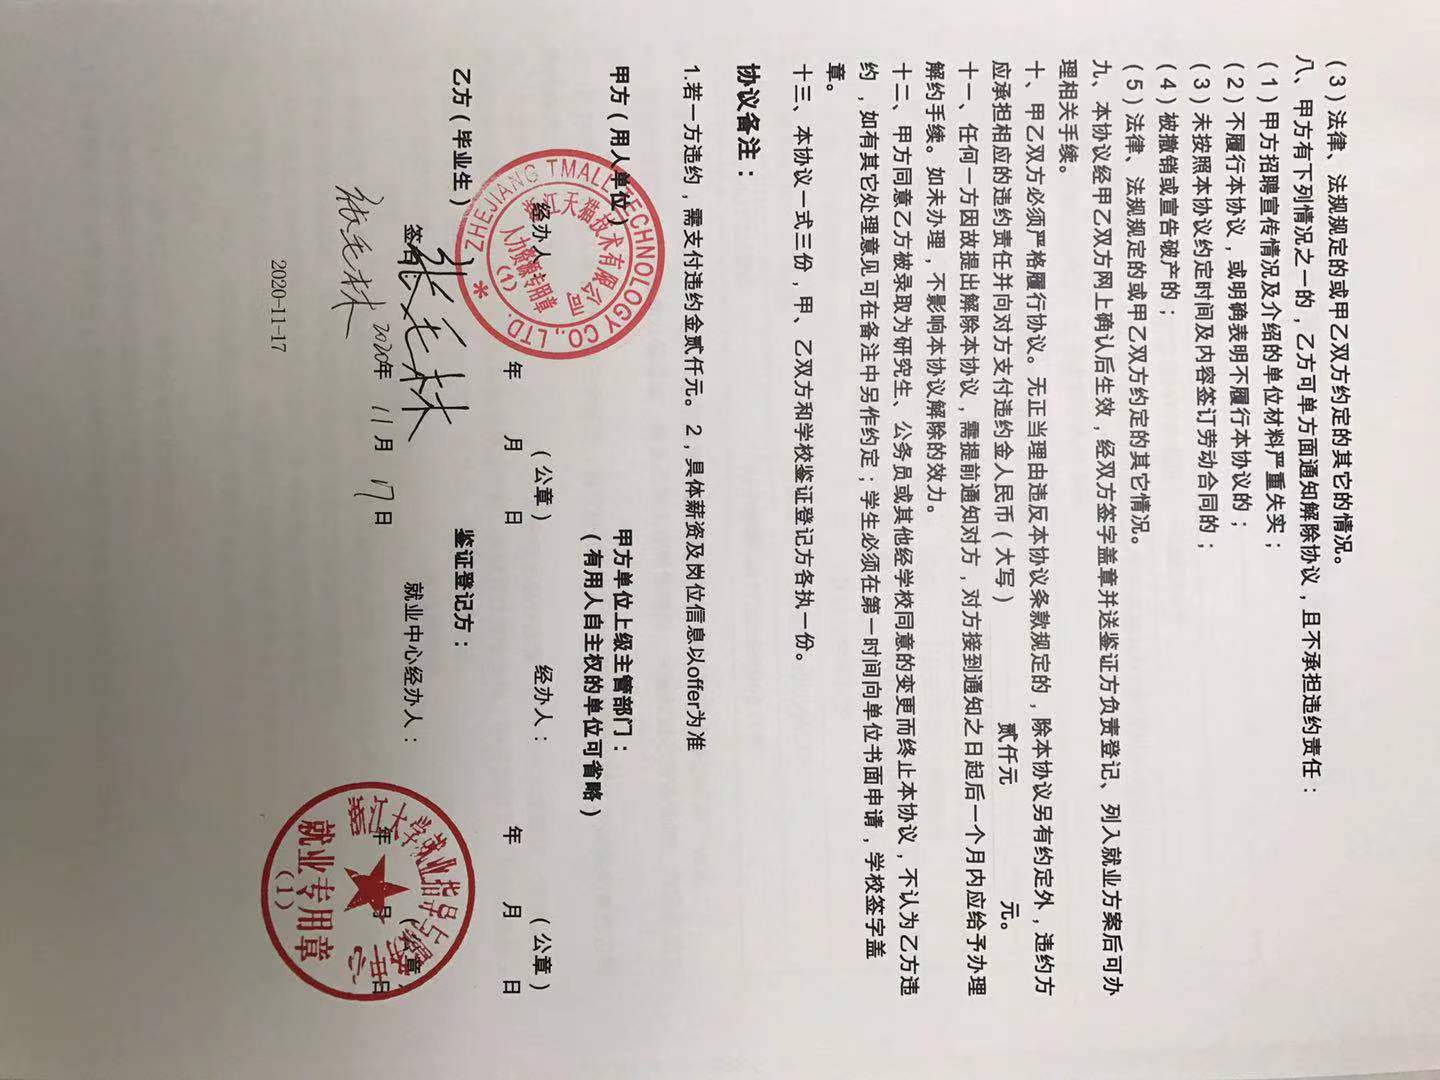 (3)法律、法规规定的或甲乙双方约定的其它的情况。
八、甲方有下列情况之一的，乙方可单方面通知解除协议，且不承担违约责任：
(1)甲方招聘宣传情况及介绍的单位材料严重失实；
(2)不履行本协议，或明确表明不履行本协议的；
(3)未按照本协议约定时间及内容签订劳动合同的；
(4)被撤销或宣告破产的；
(5)法律、法规规定的或甲乙双方约定的其它情况。
九、本协议经甲乙双方网上确认后生效，经双方签字盖章并送鉴证方负责登记、列入就业方案后可办
理相关手续。
十、甲乙双方必须严格履行协议。无正当理由违反本协议条款规定的，除本协议另有约定外，违约方
应承担相应的违约责任并向对方支付违约金人民币(大写) 贰仟元 元。
十一、任何一方因故提出解除本协议，需提前通知对方，对方接到通知之日起后一个月内应给予办理
解约手续。如未办理，不影响本协议解除的效力。
十二、甲方同意乙方被录取为研究生、公务员或其他经学校同意的变更而终止本协议，不认为乙方违
约，如有其它处理意见可在备注中另作约定；学生必须在第一时间向单位书面申请，学校签字盖
章。
十三、本协议一式三份，甲、乙双方和学校鉴证登记方各执一份。
协议备注：
1.若一方违约，需支付违约金贰仟元。2，具体薪资及岗位信息以offer为准
甲方(用人单位) 甲方单位上级主管部门：
(有用人自主权的单位可省略)
经办人 经办人：
(公章) (公章)
年 月 日 年 月 日
ZHEJIANG TMALL TECHNOLOGY CO., LTD.
浙江天猫技术有限公司
人力资源专用章
(1)
乙方(毕业生) 鉴证登记方：
签名： 就业中心经办人：
(公章)
2020年 11月 17日 年 月 日
浙江大学就业指导与服务中心
就业专用章
(1)
2020-11-17